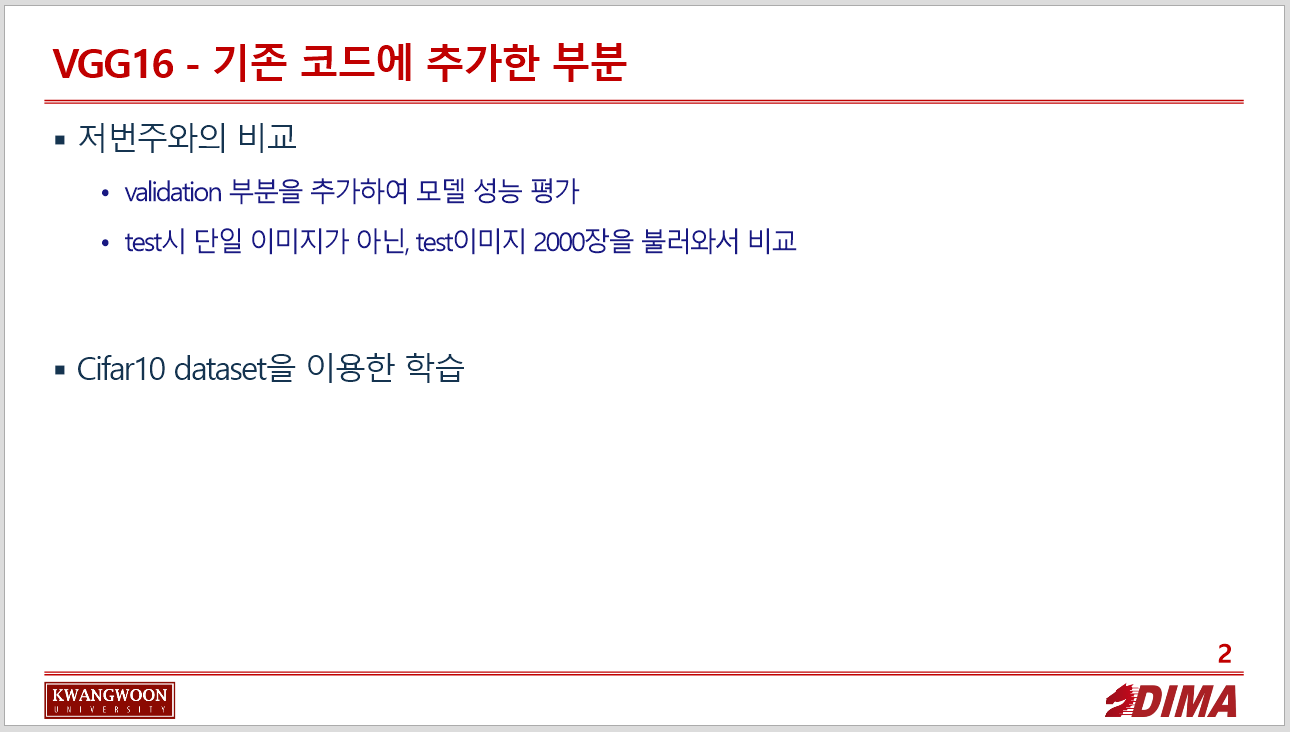 VGG16 - 기존 코드에 추가한 부분
▪ 저번주와의 비교
• validation 부분을 추가하여 모델 성능 평가
• test시 단일 이미지가 아닌, test이미지 2000장을 불러와서 비교
▪ Cifar10 dataset을 이용한 학습
2
KWANGWOON
UNIVERSITY
DIMA